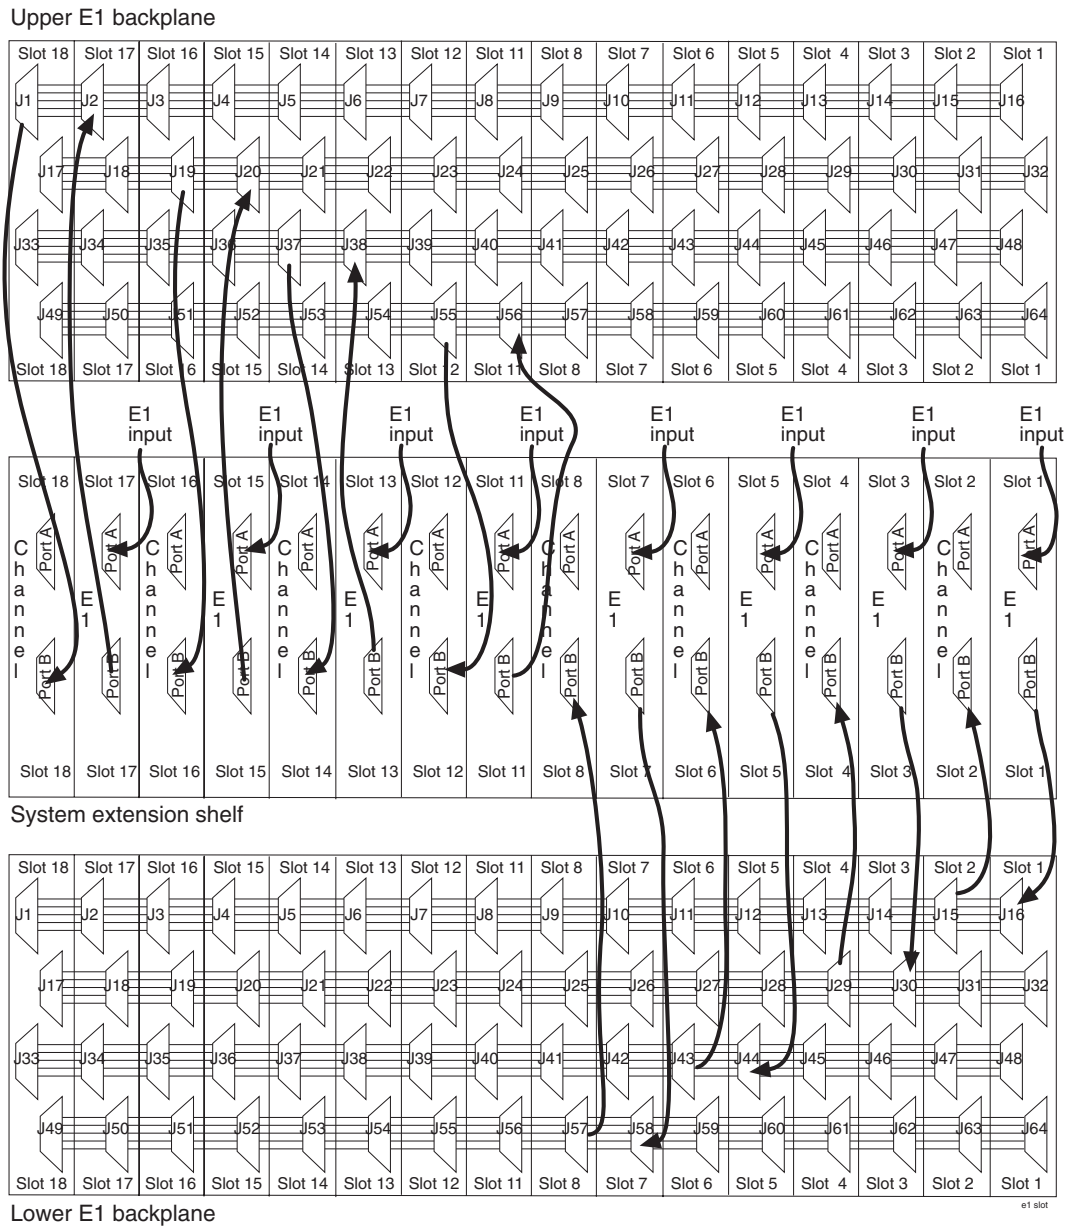 Upper E1 backplane
Slot 18 Slot 17 Slot 16 Slot 15 Slot 14 Slot 13 Slot 12 Slot 11 Slot 8 Slot 7 Slot 6 Slot 5 Slot 4 Slot 3 Slot 2 Slot 1
J1 J2 J3 J4 J5 J6 J7 J8 J9 J10 J11 J12 J13 J14 J15 J16
J17 J18 J19 J20 J21 J22 J23 J24 J25 J26 J27 J28 J29 J30 J31 J32
J33 J34 J35 J36 J37 J38 J39 J40 J41 J42 J43 J44 J45 J46 J47 J48
J49 J50 J51 J52 J53 J54 J55 J56 J57 J58 J59 J60 J61 J62 J63 J64
Slot 18 Slot 17 Slot 16 Slot 15 Slot 14 Slot 13 Slot 12 Slot 11 Slot 8 Slot 7 Slot 6 Slot 5 Slot 4 Slot 3 Slot 2 Slot 1
E1 E1 E1 E1 E1 E1 E1 E1
input input input input input input input input
Slot 18 Slot 17 Slot 16 Slot 15 Slot 14 Slot 13 Slot 12 Slot 11 Slot 8 Slot 7 Slot 6 Slot 5 Slot 4 Slot 3 Slot 2 Slot 1
Port A Port A Port A Port A Port A Port A Port A Port A Port A Port A Port A Port A Port A Port A Port A Port A
Channel E1 Channel E1 Channel E1 Channel E1 Channel E1 Channel E1 Channel E1 Channel E1
Port B Port B Port B Port B Port B Port B Port B Port B Port B Port B Port B Port B Port B Port B Port B Port B
Slot 18 Slot 17 Slot 16 Slot 15 Slot 14 Slot 13 Slot 12 Slot 11 Slot 8 Slot 7 Slot 6 Slot 5 Slot 4 Slot 3 Slot 2 Slot 1
System extension shelf
Slot 18 Slot 17 Slot 16 Slot 15 Slot 14 Slot 13 Slot 12 Slot 11 Slot 8 Slot 7 Slot 6 Slot 5 Slot 4 Slot 3 Slot 2 Slot 1
J1 J2 J3 J4 J5 J6 J7 J8 J9 J10 J11 J12 J13 J14 J15 J16
J17 J18 J19 J20 J21 J22 J23 J24 J25 J26 J27 J28 J29 J30 J31 J32
J33 J34 J35 J36 J37 J38 J39 J40 J41 J42 J43 J44 J45 J46 J47 J48
J49 J50 J51 J52 J53 J54 J55 J56 J57 J58 J59 J60 J61 J62 J63 J64
Slot 18 Slot 17 Slot 16 Slot 15 Slot 14 Slot 13 Slot 12 Slot 11 Slot 8 Slot 7 Slot 6 Slot 5 Slot 4 Slot 3 Slot 2 Slot 1
e1 slot
Lower E1 backplane